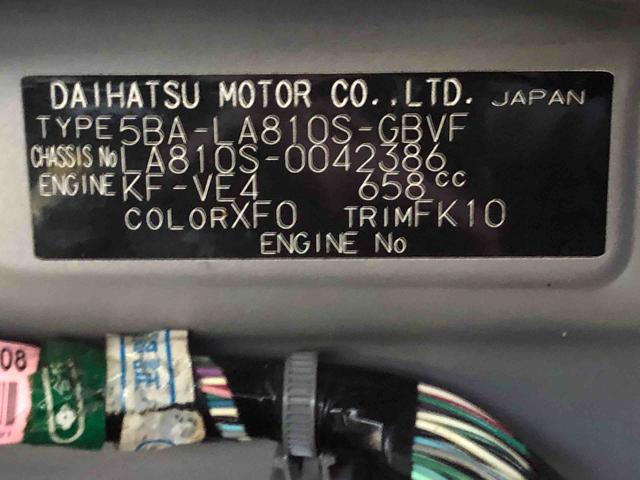 DAIHATSU MOTOR CO.,LTD. JAPAN
TYPE 5BA-LA810S-GBVF
CHASSIS No LA810S-0042386
ENGINE KF-VE4 658cc
COLOR XF0 TRIM FK10
ENGINE No
08